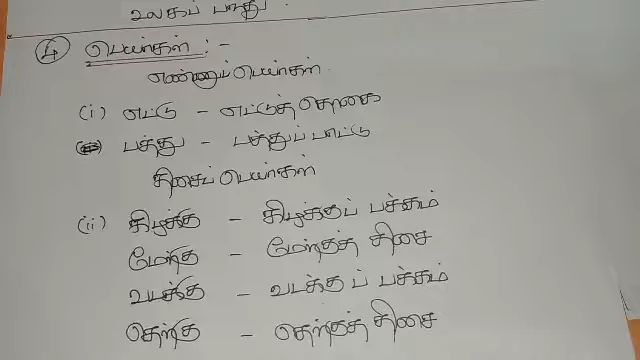 உலகப் பந்து.
④ பெயர்கள் :-
எண்ணுப்பெயர்கள்.
(i) எட்டு - எட்டுத்தொகை
பத்து - பத்துப் பாட்டு
திசைப் பெயர்கள்
(ii) கிழக்கு - கிழக்குப் பக்கம்
மேற்கு - மேற்குத் திசை
வடக்கு - வடக்குப் பக்கம்
தெற்கு - தெற்குத் திசை